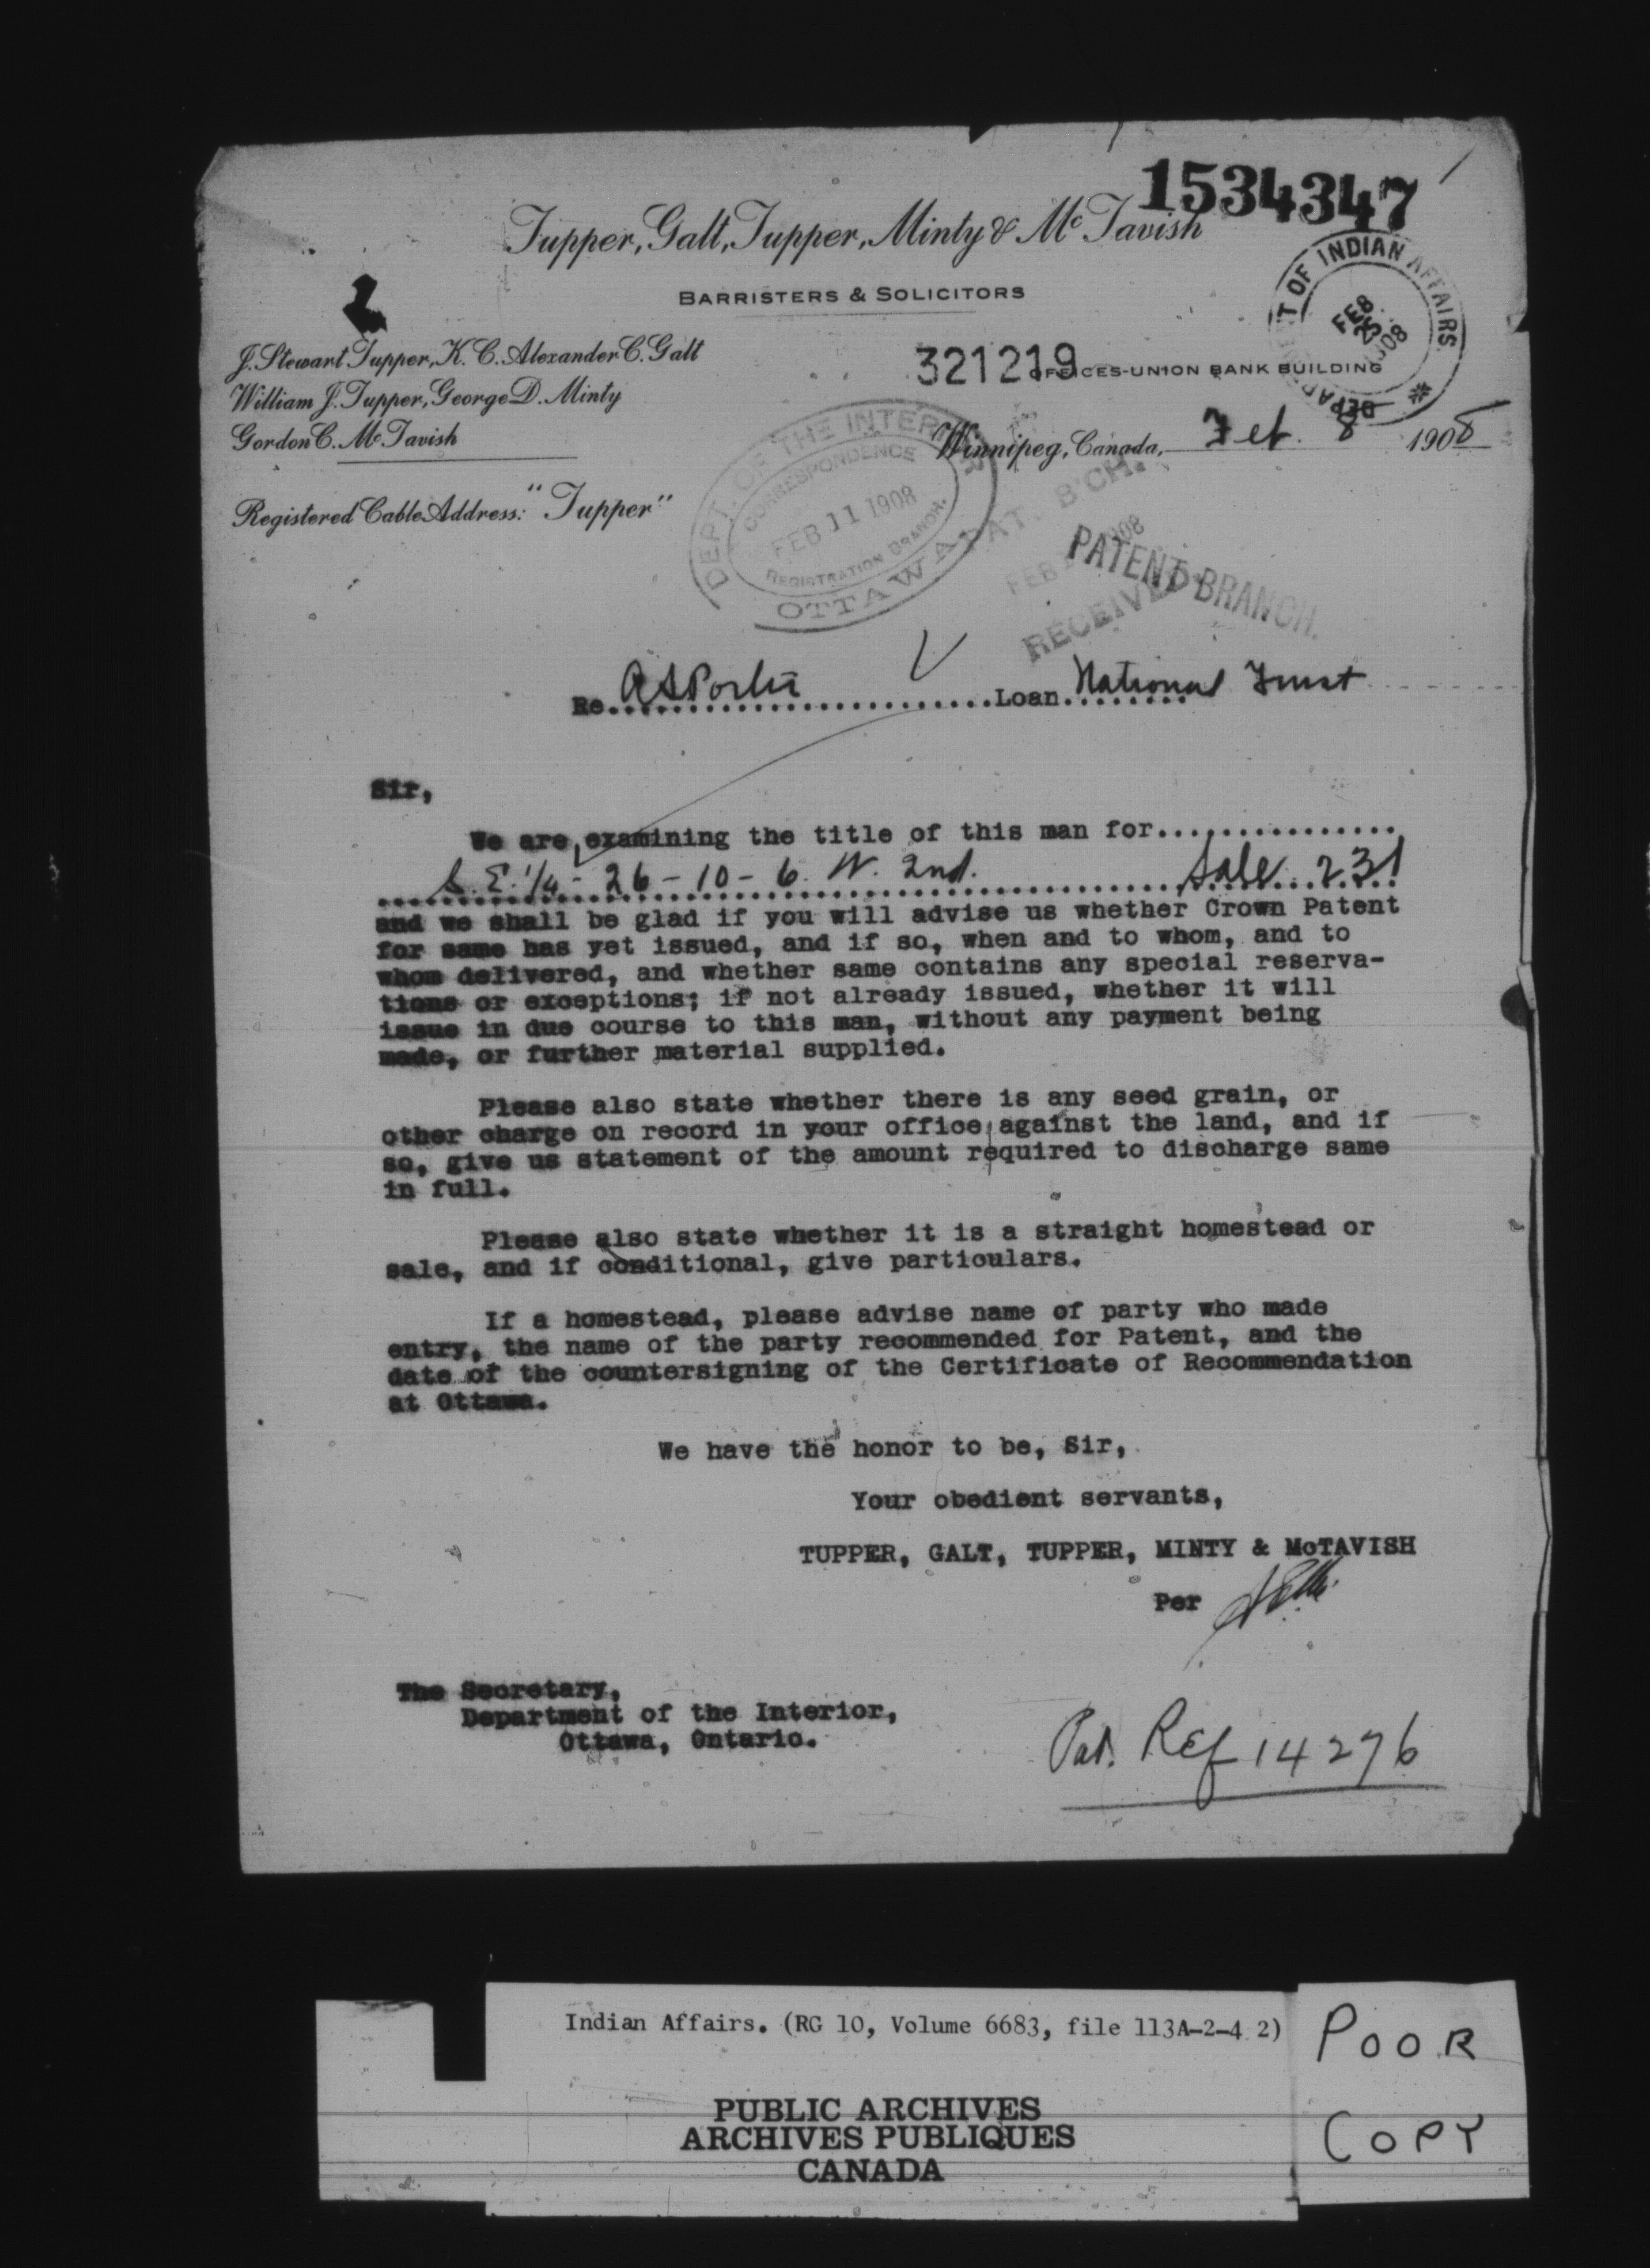 1534347
Tupper, Galt, Tupper, Minty & McTavish
BARRISTERS & SOLICITORS
DEPARTMENT OF INDIAN AFFAIRS
FEB 25 1908
J. Stewart Tupper, K.C. Alexander C. Galt
William J. Tupper, George D. Minty
Gordon C. McTavish
321219
OFFICES-UNION BANK BUILDING
Winnipeg, Canada, Feb. 8 1908
Registered Cable Address: "Tupper"
DEPT. OF THE INTERIOR
CORRESPONDENCE
FEB 11 1908
REGISTRATION BRANCH.
OTTAWA
PAT. B'CH.
FEB 1908
RECEIVED
PATENT BRANCH.
Re. A S Porter .......................... Loan ........ National Trust
Sir,
We are examining the title of this man for................
S.E. 1/4 - 26 - 10 - 6. W. 2nd. Sale 231
and we shall be glad if you will advise us whether Crown Patent
for same has yet issued, and if so, when and to whom, and to
whom delivered, and whether same contains any special reserva-
tions or exceptions; if not already issued, whether it will
issue in due course to this man, without any payment being
made, or further material supplied.
Please also state whether there is any seed grain, or
other charge on record in your office against the land, and if
so, give us statement of the amount required to discharge same
in full.
Please also state whether it is a straight homestead or
sale, and if conditional, give particulars.
If a homestead, please advise name of party who made
entry, the name of the party recommended for Patent, and the
date of the countersigning of the Certificate of Recommendation
at Ottawa.
We have the honor to be, Sir,
Your obedient servants,
TUPPER, GALT, TUPPER, MINTY & McTAVISH
Per
The Secretary,
Department of the Interior,
Ottawa, Ontario.
Pat. Ref 14276
Indian Affairs. (RG 10, Volume 6683, file 113A-2-4 2)
POOR
COPY
PUBLIC ARCHIVES
ARCHIVES PUBLIQUES
CANADA